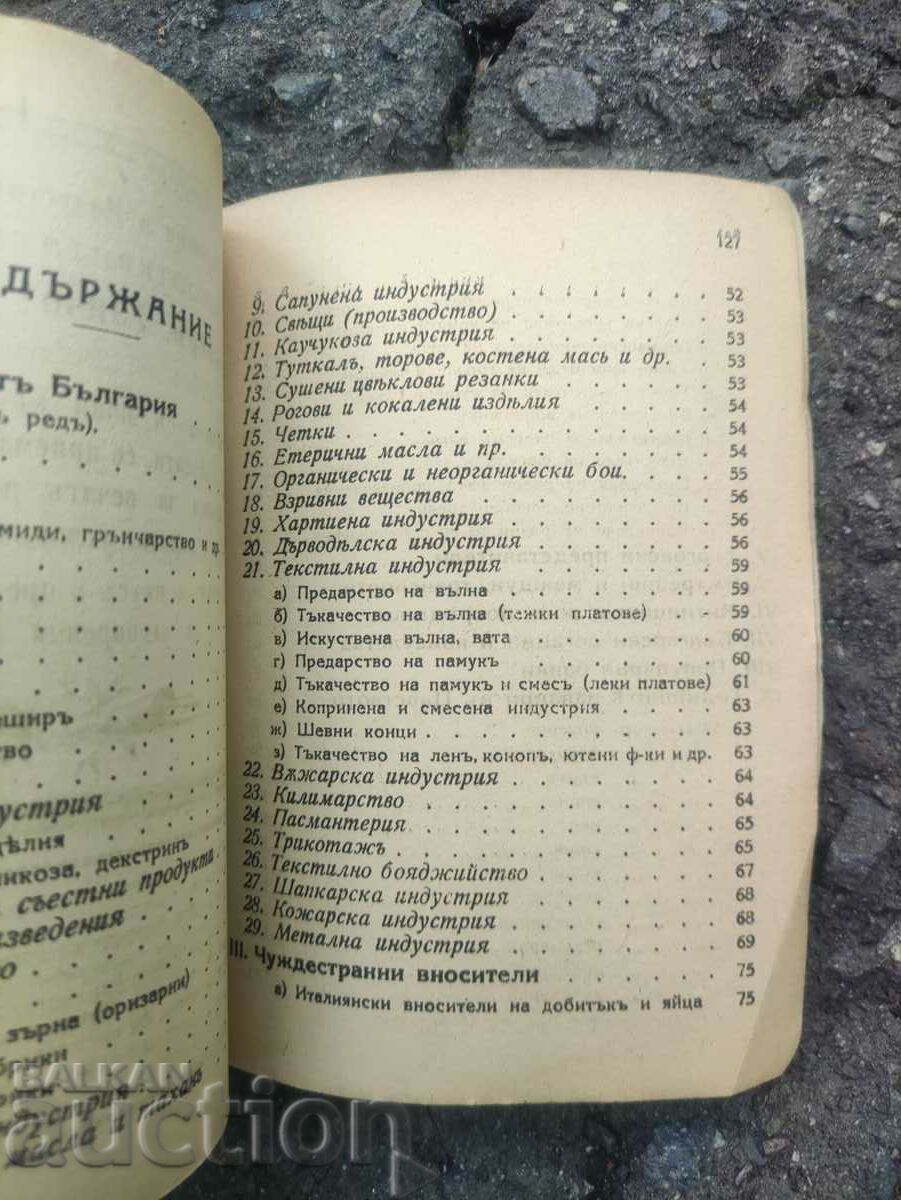 ДЪРЖАНИЕ
България
редъ).
миди, грънчарство и др.
устрия
декстринъ
съестни продукти
зърна (оризарни)
масла и тахан
127
9. Сапунена индустрия . . . . . . 52
10. Свѣщи (производство) . . . . . . 53
11. Каучукоза индустрия . . . . . . 53
12. Туткалъ, торове, костена мась и др. . . 53
13. Сушени цвѣклови резанки . . . . . 53
14. Рогови и кокалени издѣлия . . . . 54
15. Четки . . . . . . . . . . 54
16. Етерични масла и пр. . . . . . . 54
17. Органически и неорганически бои. . . . 55
18. Взривни вещества . . . . . . . 56
19. Хартиена индустрия . . . . . . 56
20. Дърводѣлска индустрия . . . . . 56
21. Текстилна индустрия . . . . . . 59
а) Предарство на вълна . . . . . . 59
б) Тъкачество на вълна (тежки платове) . . 59
в) Искуствена вълна, вата . . . . . 60
г) Предарство на памукъ . . . . . 60
д) Тъкачество на памукъ и смесъ (леки платове) 61
е) Копринена и смесена индустрия . . . . 63
ж) Шевни конци . . . . . . . 63
з) Тъкачество на ленъ, конопъ, ютени ф-ки и др. 63
22. Вѫжарска индустрия . . . . . . 64
23. Килимарство . . . . . . . . 64
24. Пасмантерия . . . . . . . . 65
25. Трикотажъ . . . . . . . . 65
26. Текстилно бояджийство . . . . . 67
27. Шапкарска индустрия . . . . . . 68
28. Кожарска индустрия . . . . . . 68
29. Метална индустрия . . . . . . 69
III. Чуждестранни вносители . . . . . 75
а) Италиянски вносители на добитъкъ и яйца 75
BALKAN
auction